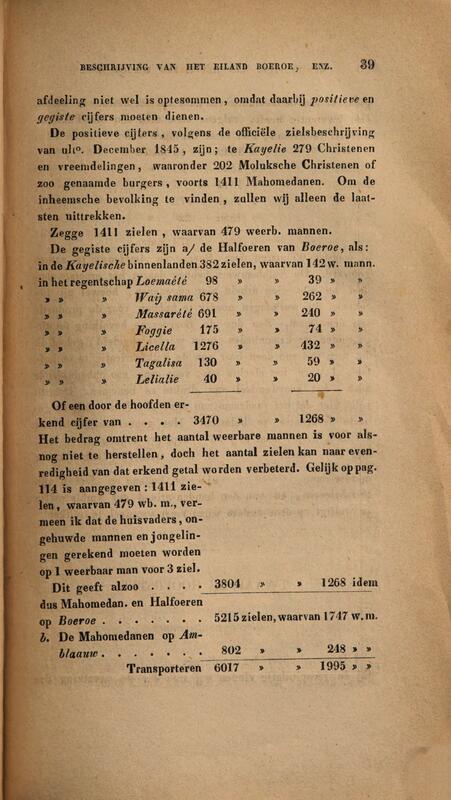 BESCHRIJVING VAN HET EILAND BOEROE, ENZ. 39
afdeeling niet wel is optesommen, omdat daarbij positieve en
gegiste cijfers moeten dienen.
De positieve cijters, volgens de officiële zielsbeschrijving
van ult°. December 1845, zijn; te Kayelie 279 Christenen
en vreemdelingen, waaronder 202 Moluksche Christenen of
zoo genaamde burgers, voorts 1411 Mahomedanen. Om de
inheemsche bevolking te vinden, zullen wij alleen de laat-
sten uittrekken.
Zegge 1411 zielen, waarvan 479 weerb. mannen.
De gegiste cijfers zijn a/ de Halfoeren van Boeroe, als:
in de Kayelische binnenlanden 382 zielen, waarvan 142 w. mann.
in het regentschap Loemaété 98 » » 39 » »
» » » Waij sama 678 » » 262 » »
» » » Massarété 691 » » 240 » »
» » » Foggie 175 » » 74 » »
» » » Licella 1276 » » 432 » »
» » » Tagalisa 130 » » 59 » »
» » » Lelialie 40 » » 20 » »
Of een door de hoofden er-
kend cijfer van . . . . 3470 » » 1268 » »
Het bedrag omtrent het aantal weerbare mannen is voor als-
nog niet te herstellen, doch het aantal zielen kan naar even-
redigheid van dat erkend getal worden verbeterd. Gelijk op pag.
114 is aangegeven: 1411 zie-
len, waarvan 479 wb. m., ver-
meen ik dat de huisvaders, on-
gehuwde mannen en jongelin-
gen gerekend moeten worden
op 1 weerbaar man voor 3 ziel.
Dit geeft alzoo . . . . 3804 » » 1268 idem
dus Mahomedan. en Halfoeren
op Boeroe . . . . . . . 5215 zielen, waarvan 1747 w. m.
b. De Mahomedanen op Am-
blaauw . . . . . . . 802 » » 248 » »
Transporteren 6017 » » 1995 » »